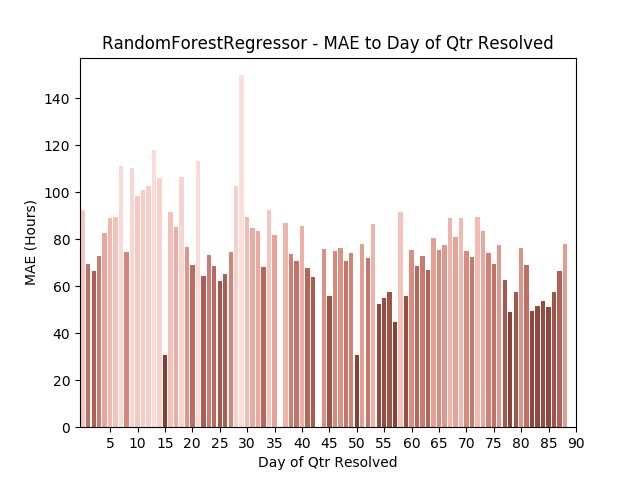 RandomForestRegressor - MAE to Day of Qtr Resolved
140
120
100
80
60
40
20
0
MAE (Hours)
5 10 15 20 25 30 35 40 45 50 55 60 65 70 75 80 85 90
Day of Qtr Resolved